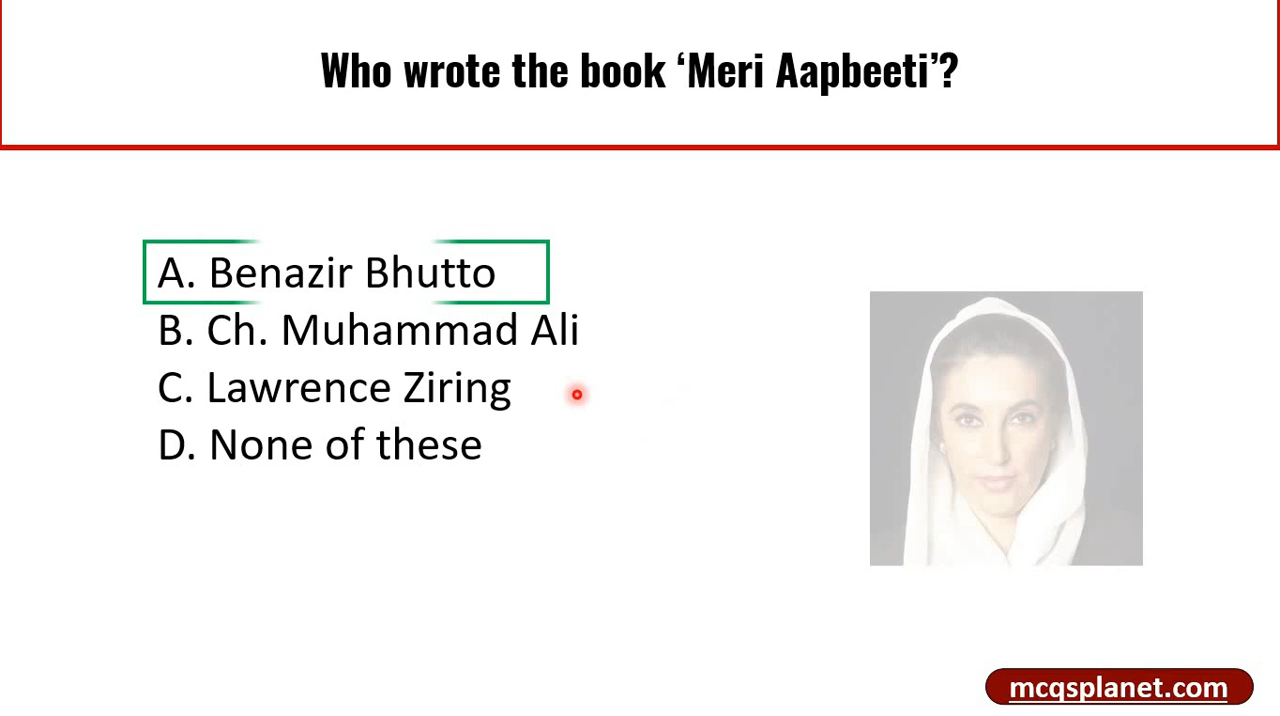 Who wrote the book ‘Meri Aapbeeti’?
A. Benazir Bhutto
B. Ch. Muhammad Ali
C. Lawrence Ziring
D. None of these
mcqsplanet.com